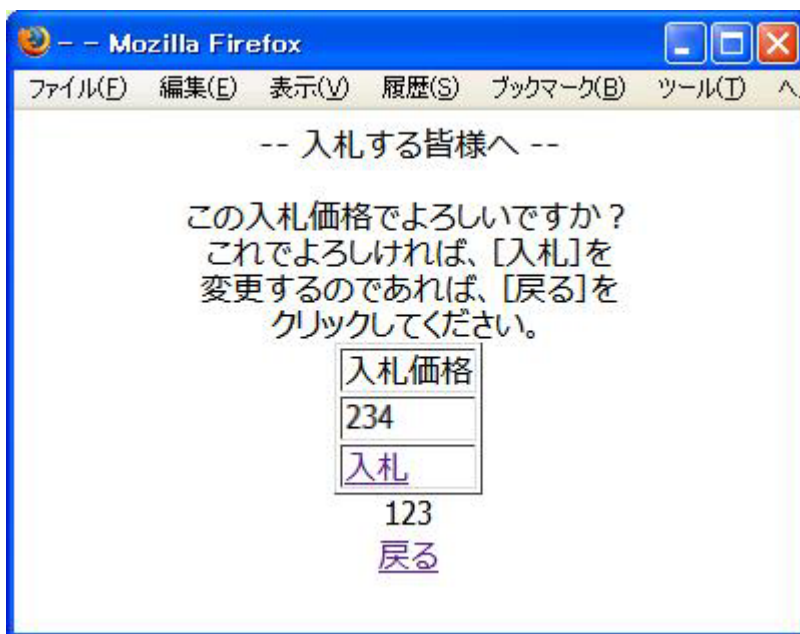 - - Mozilla Firefox
ファイル(F) 編集(E) 表示(V) 履歴(S) ブックマーク(B) ツール(T) ヘ
-- 入札する皆様へ --
この入札価格でよろしいですか？
これでよろしければ、[入札]を
変更するのであれば、[戻る]を
クリックしてください。
入札価格
234
入札
123
戻る